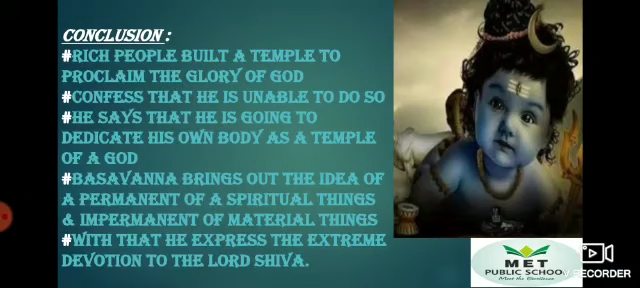 CONCLUSION :
#RICH PEOPLE BUILT A TEMPLE TO
PROCLAIM THE GLORY OF GOD
#CONFESS THAT HE IS UNABLE TO DO SO
#HE SAYS THAT HE IS GOING TO
DEDICATE HIS OWN BODY AS A TEMPLE
OF A GOD
#BASAVANNA BRINGS OUT THE IDEA OF
A PERMANENT OF A SPIRITUAL THINGS
& IMPERMANENT OF MATERIAL THINGS
#WITH THAT HE EXPRESS THE EXTREME
DEVOTION TO THE LORD SHIVA.
MET
PUBLIC SCHOOL
Meet the Excellence
RECORDER